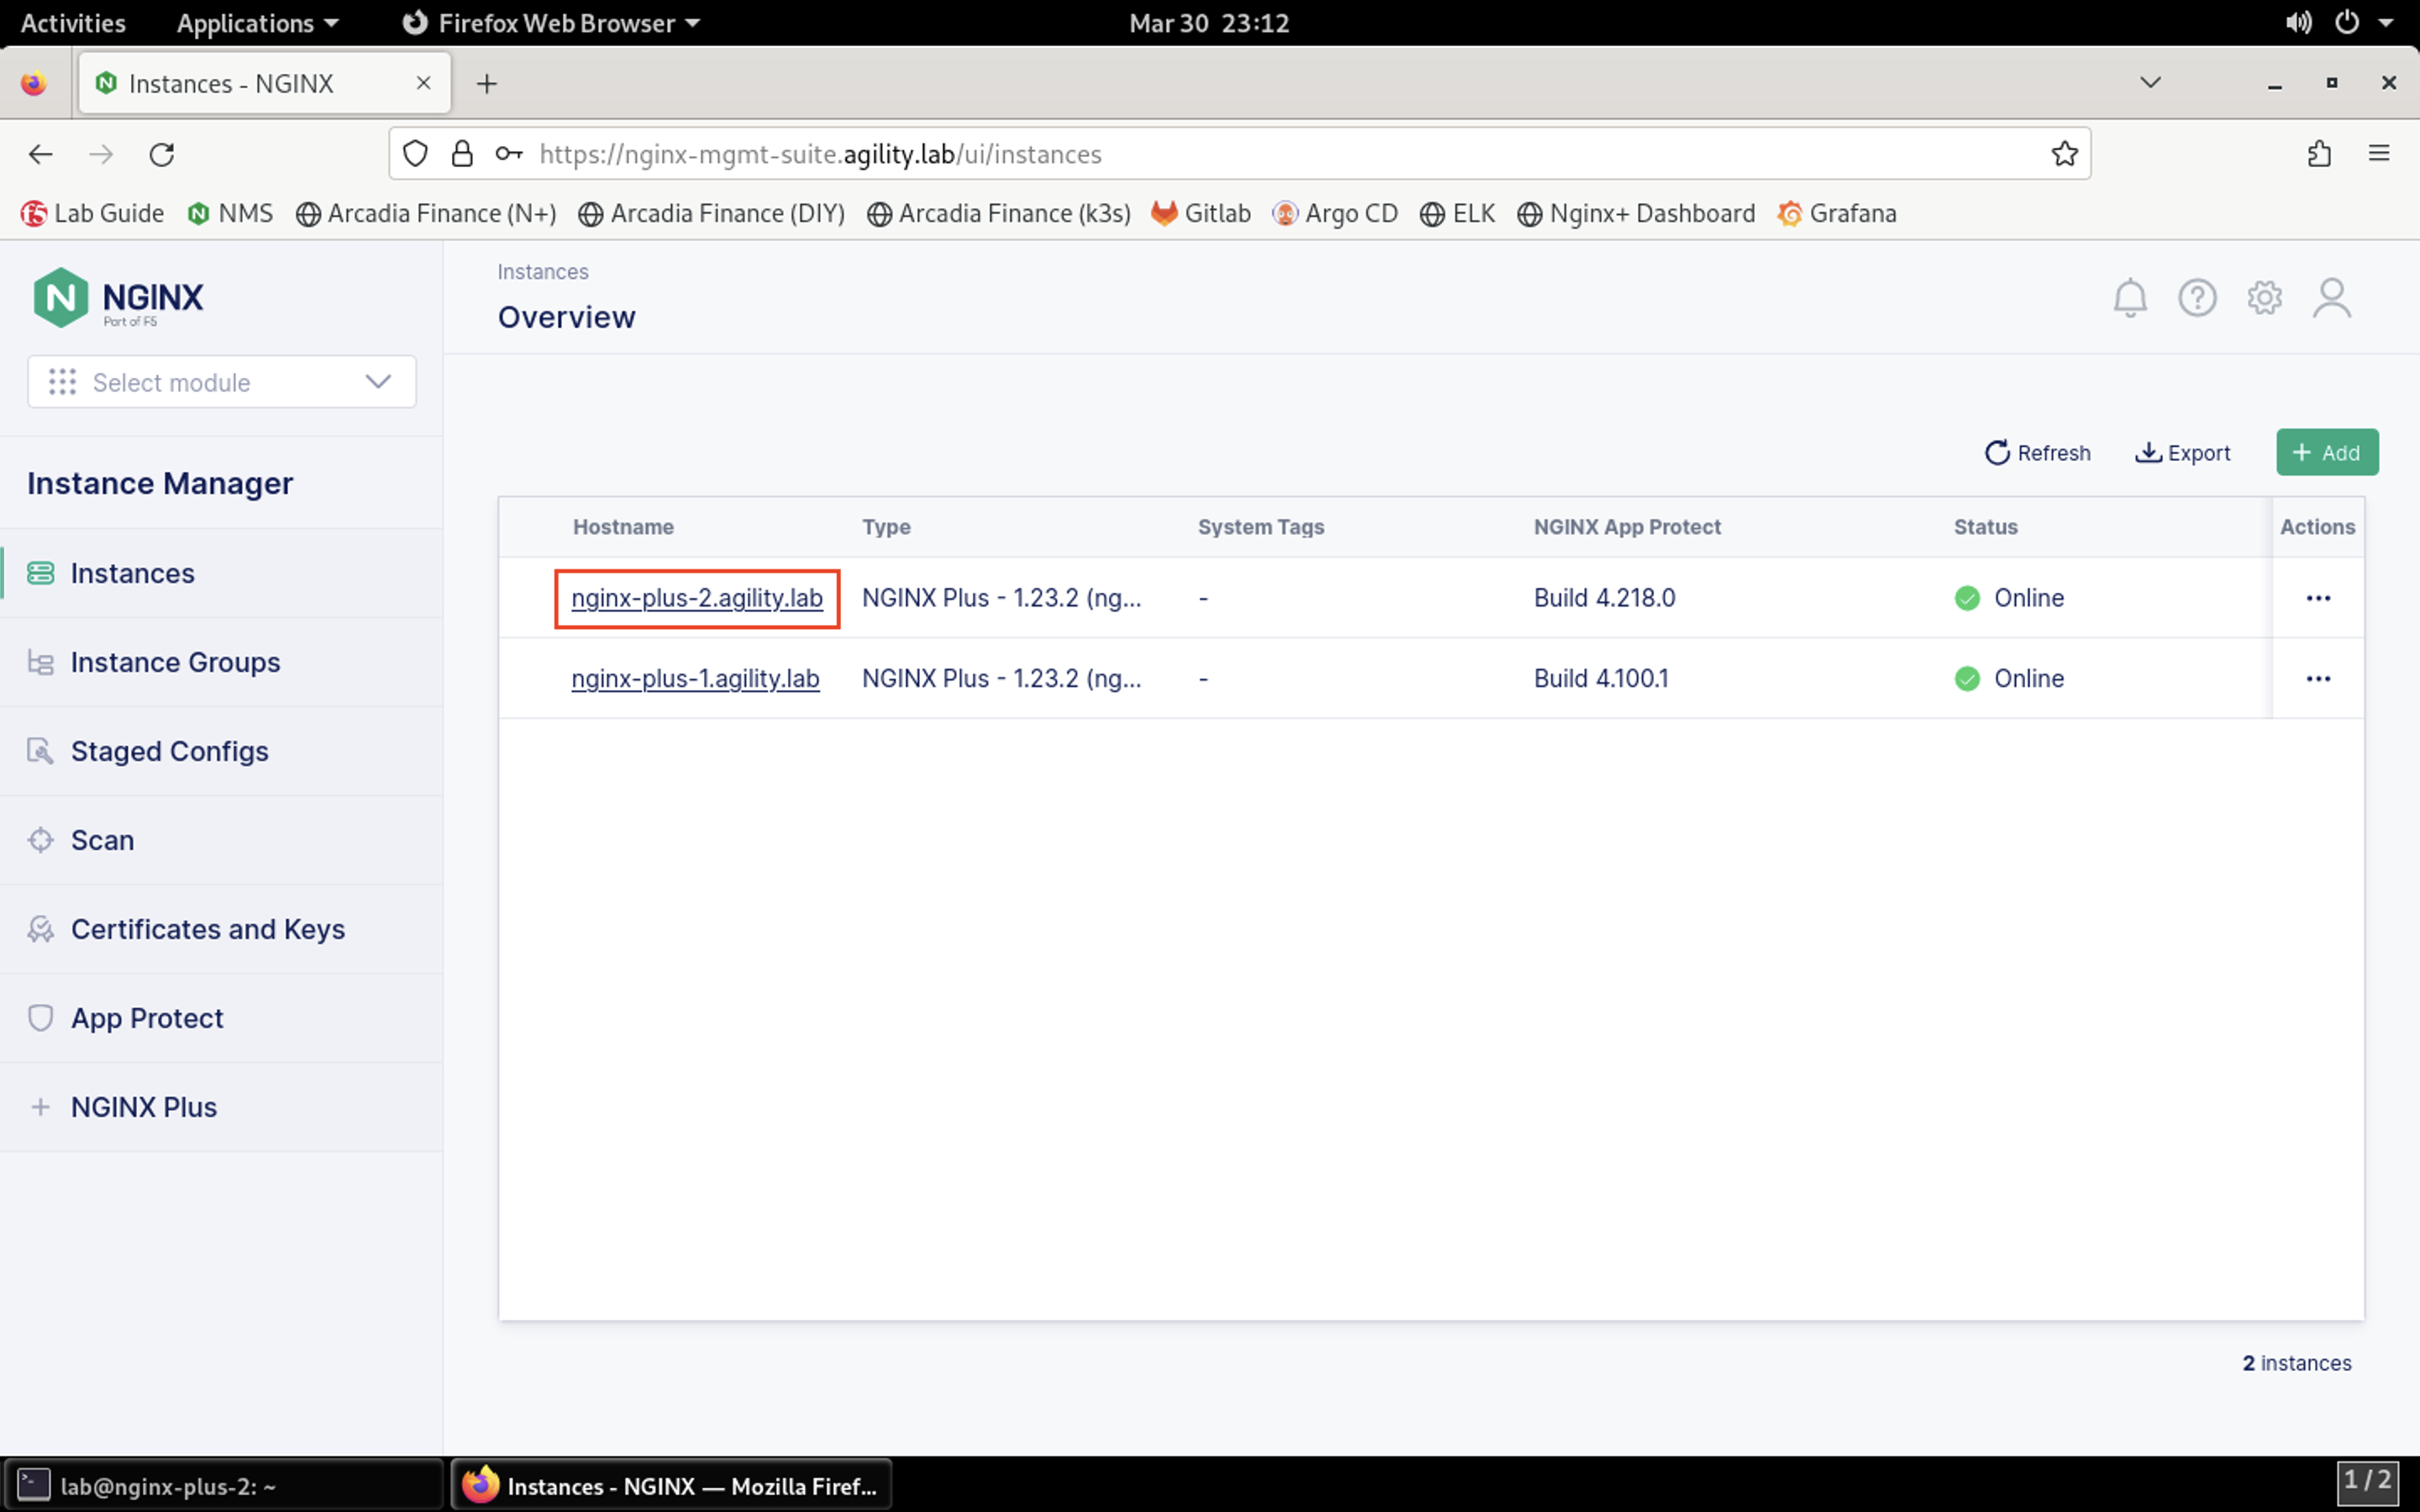 Activities Applications Firefox Web Browser Mar 30 23:12
Instances - NGINX
https://nginx-mgmt-suite.agility.lab/ui/instances
Lab Guide NMS Arcadia Finance (N+) Arcadia Finance (DIY) Arcadia Finance (k3s) Gitlab Argo CD ELK Nginx+ Dashboard Grafana
NGINX
Part of F5
Select module
Instance Manager
Instances
Instance Groups
Staged Configs
Scan
Certificates and Keys
App Protect
NGINX Plus
Instances
Overview
Refresh Export + Add
Hostname Type System Tags NGINX App Protect Status Actions
nginx-plus-2.agility.lab NGINX Plus - 1.23.2 (ng... - Build 4.218.0 Online ...
nginx-plus-1.agility.lab NGINX Plus - 1.23.2 (ng... - Build 4.100.1 Online ...
2 instances
lab@nginx-plus-2: ~ Instances - NGINX — Mozilla Firef... 1 / 2